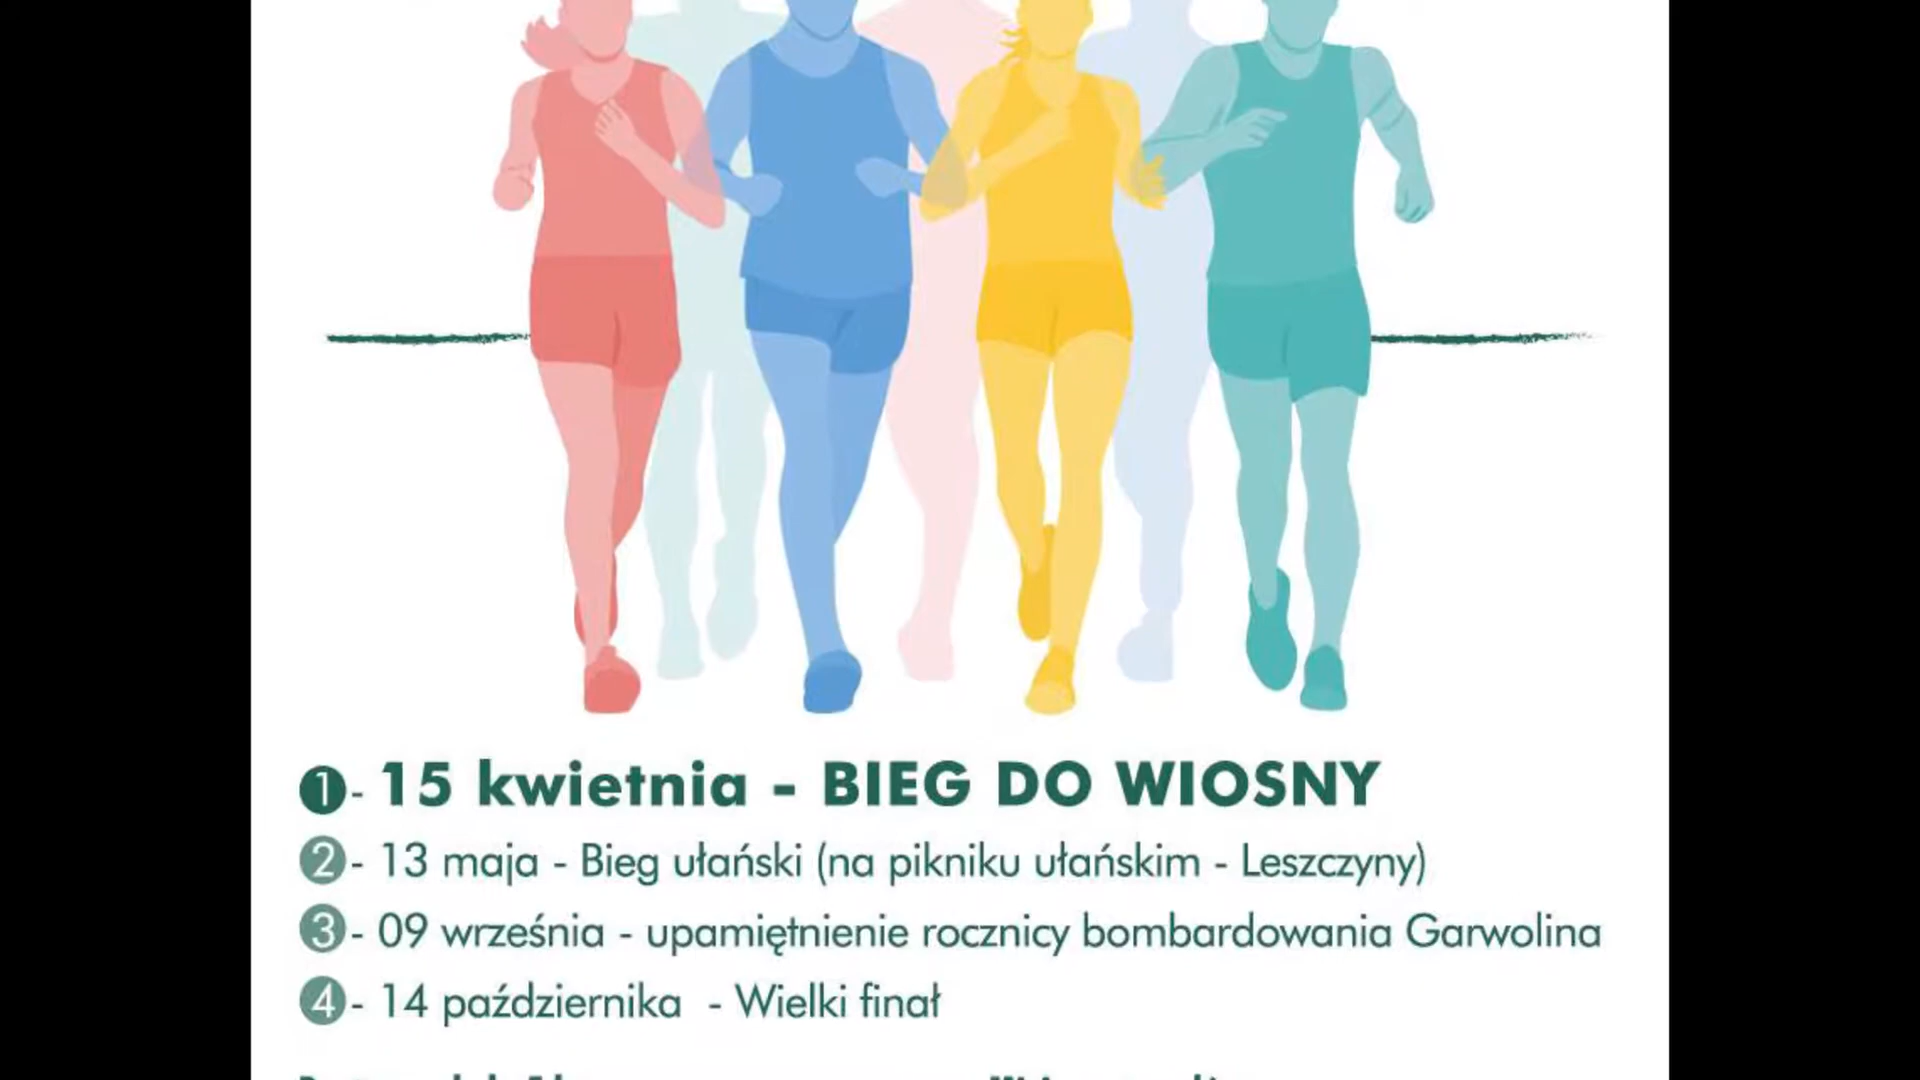 1 - 15 kwietnia - BIEG DO WIOSNY
2 - 13 maja - Bieg ułański (na pikniku ułańskim - Leszczyny)
3 - 09 września - upamiętnienie rocznicy bombardowania Garwolina
4 - 14 października - Wielki finał